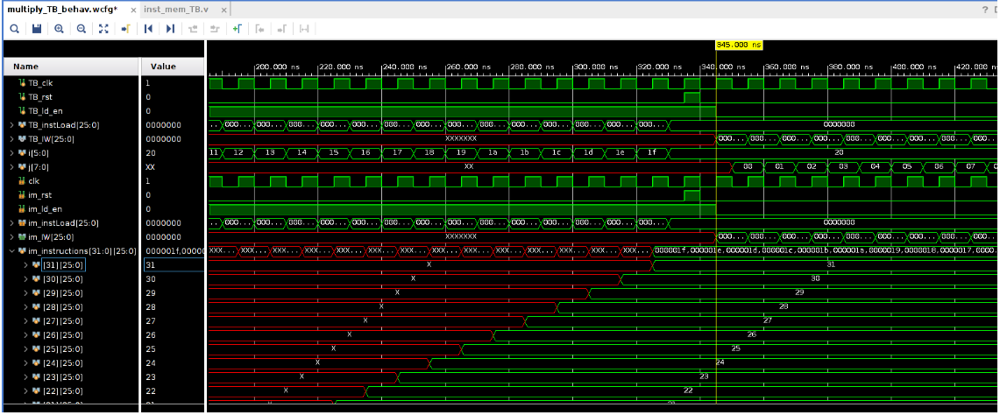 multiply_TB_behav.wcfg* × inst_mem_TB.v × ?
345.000 ns
Name Value
200.000 ns 220.000 ns 240.000 ns 260.000 ns 280.000 ns 300.000 ns 320.000 ns 340.000 ns 360.000 ns 380.000 ns 400.000 ns 420.000
TB_clk 1
TB_rst 0
TB_ld_en 0
TB_instLoad[25:0] 0000000 000... 000... 000... 000... 000... 000... 000... 000... 000... 000... 000... 000... 000... 000... 0000000
TB_IW[25:0] 0000000 XXXXXXX 000... 000... 000... 000... 000... 000... 000... 000... 000...
i[5:0] 20 11 12 13 14 15 16 17 18 19 1a 1b 1c 1d 1e 1f 20
j[7:0] XX XX 00 01 02 03 04 05 06 07
clk 1
im_rst 0
im_ld_en 0
im_instLoad[25:0] 0000000 000... 000... 000... 000... 000... 000... 000... 000... 000... 000... 000... 000... 000... 000... 0000000
im_IW[25:0] 0000000 XXXXXXX 000... 000... 000... 000... 000... 000... 000... 000... 000...
im_instructions[31:0][25:0] 000001f,00000 XXX... XXX... XXX... XXX... XXX... XXX... XXX... XXX... XXX... XXX... XXX... XXX... XXX... XXX... 000001f,000001e,000001d,000001c,000001b,000001a,0000019,0000018,0000017,0000...
[31][25:0] 31 X 31
[30][25:0] 30 X 30
[29][25:0] 29 X 29
[28][25:0] 28 X 28
[27][25:0] 27 X 27
[26][25:0] 26 X 26
[25][25:0] 25 X 25
[24][25:0] 24 X 24
[23][25:0] 23 X 23
[22][25:0] 22 X 22